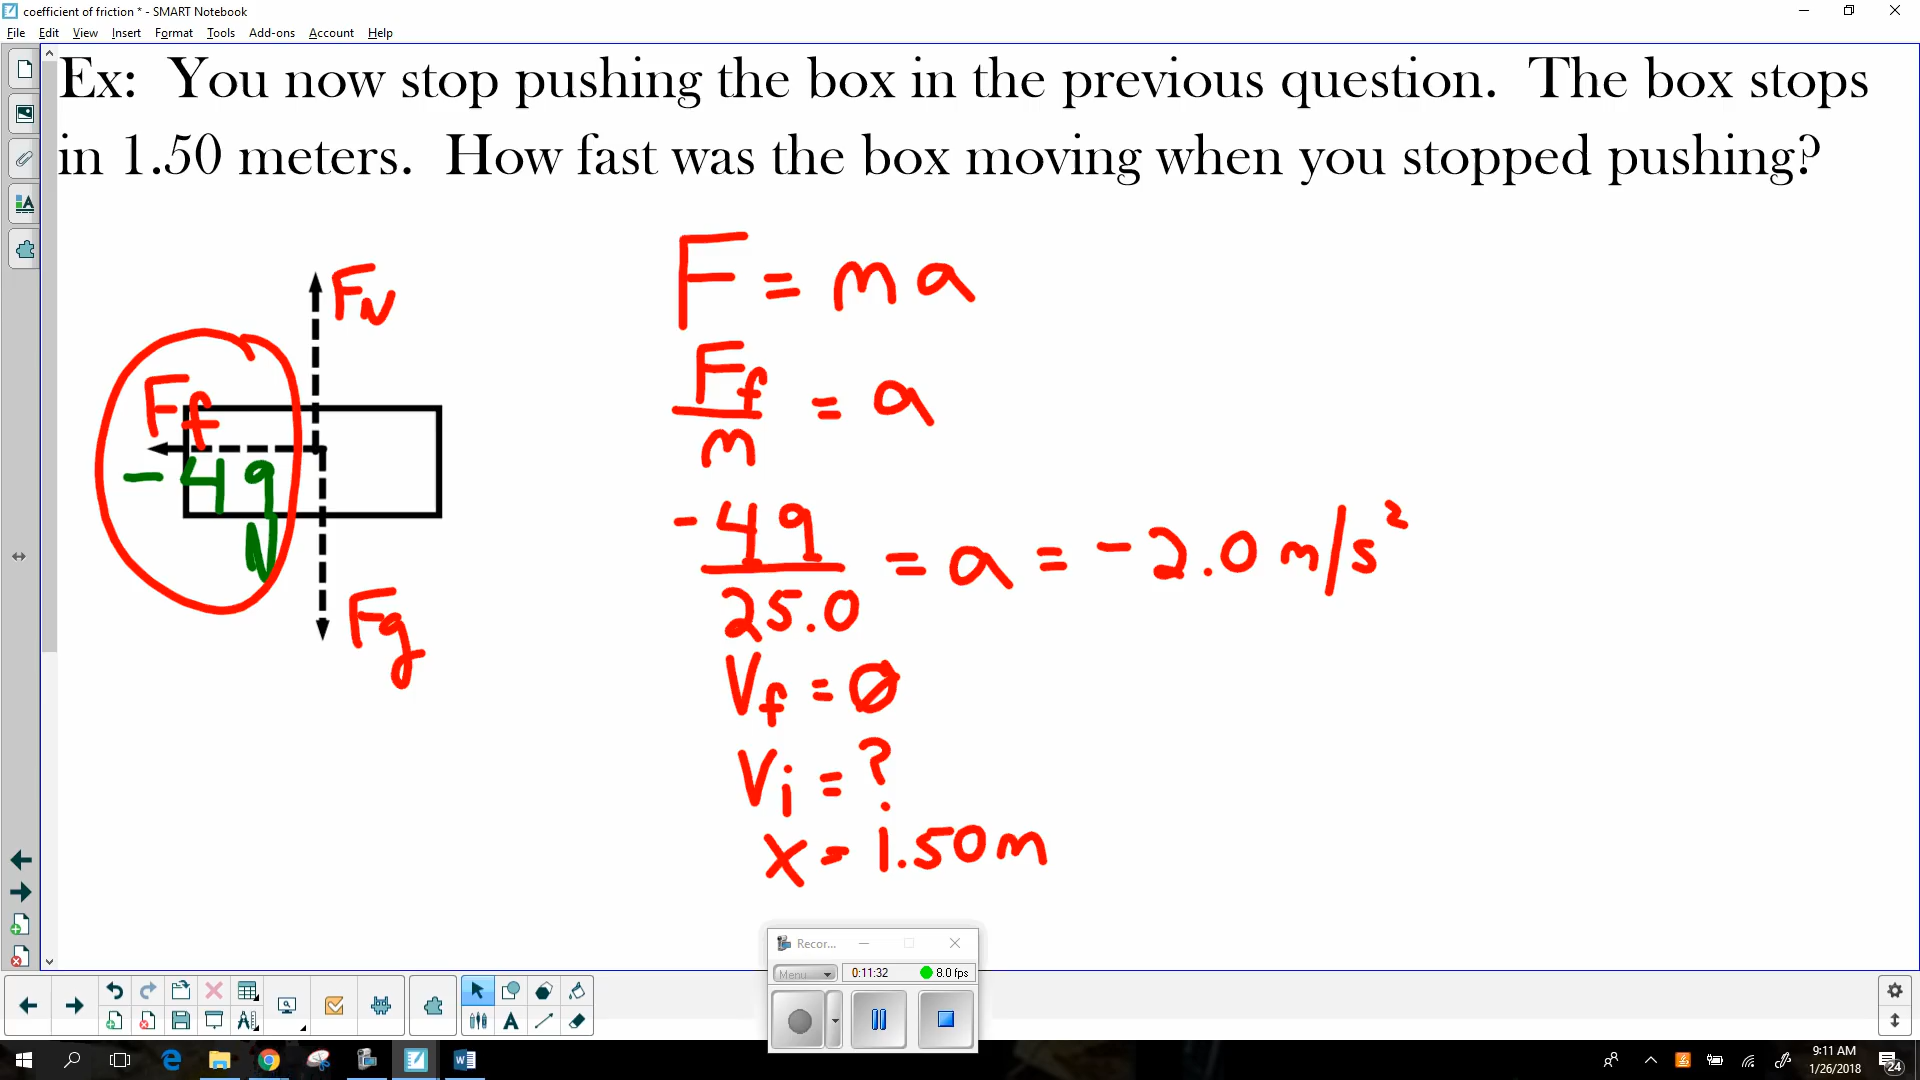 coefficient of friction * - SMART Notebook
File Edit View Insert Format Tools Add-ons Account Help
Ex: You now stop pushing the box in the previous question. The box stops
in 1.50 meters. How fast was the box moving when you stopped pushing?
FN
Ff
-49
N
Fg
F = ma
Ff/m = a
-49/25.0 = a = -2.0 m/s²
Vf = Ø
Vi = ?
x = 1.50m
Recor...
Menu 0:11:32 8.0 fps
9:11 AM
1/26/2018
24